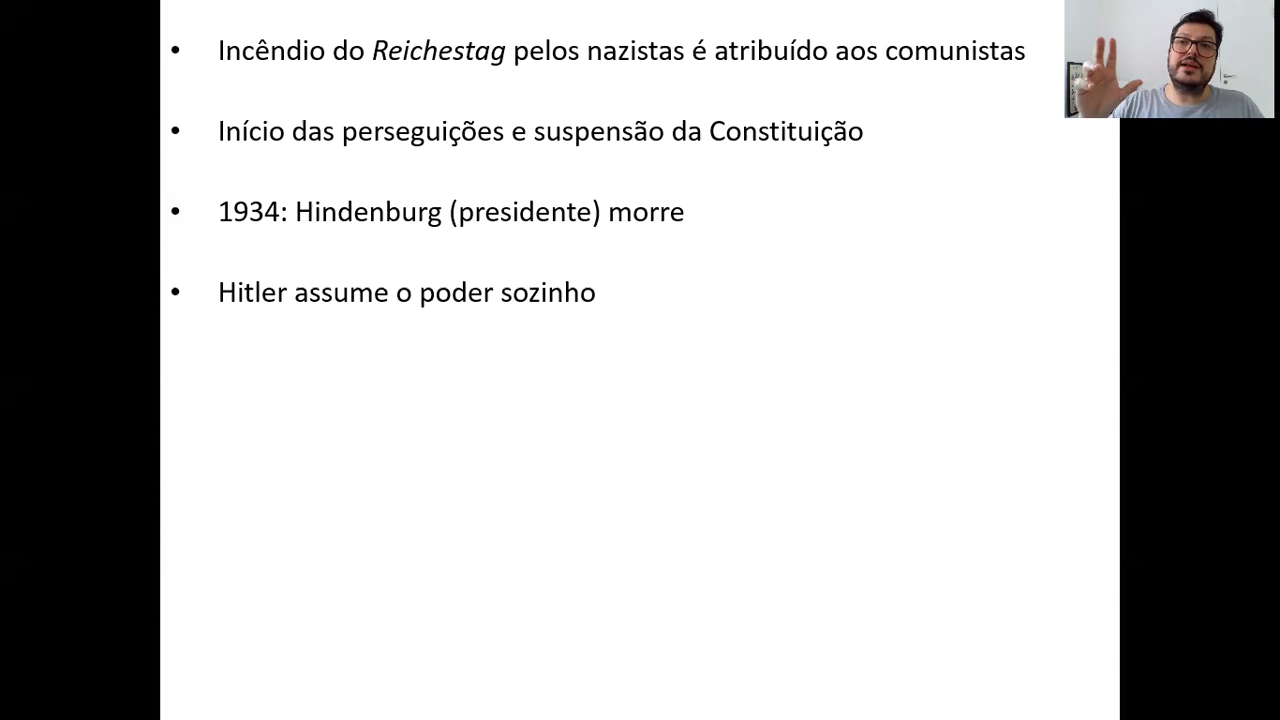 • Incêndio do Reichestag pelos nazistas é atribuído aos comunistas
• Início das perseguições e suspensão da Constituição
• 1934: Hindenburg (presidente) morre
• Hitler assume o poder sozinho